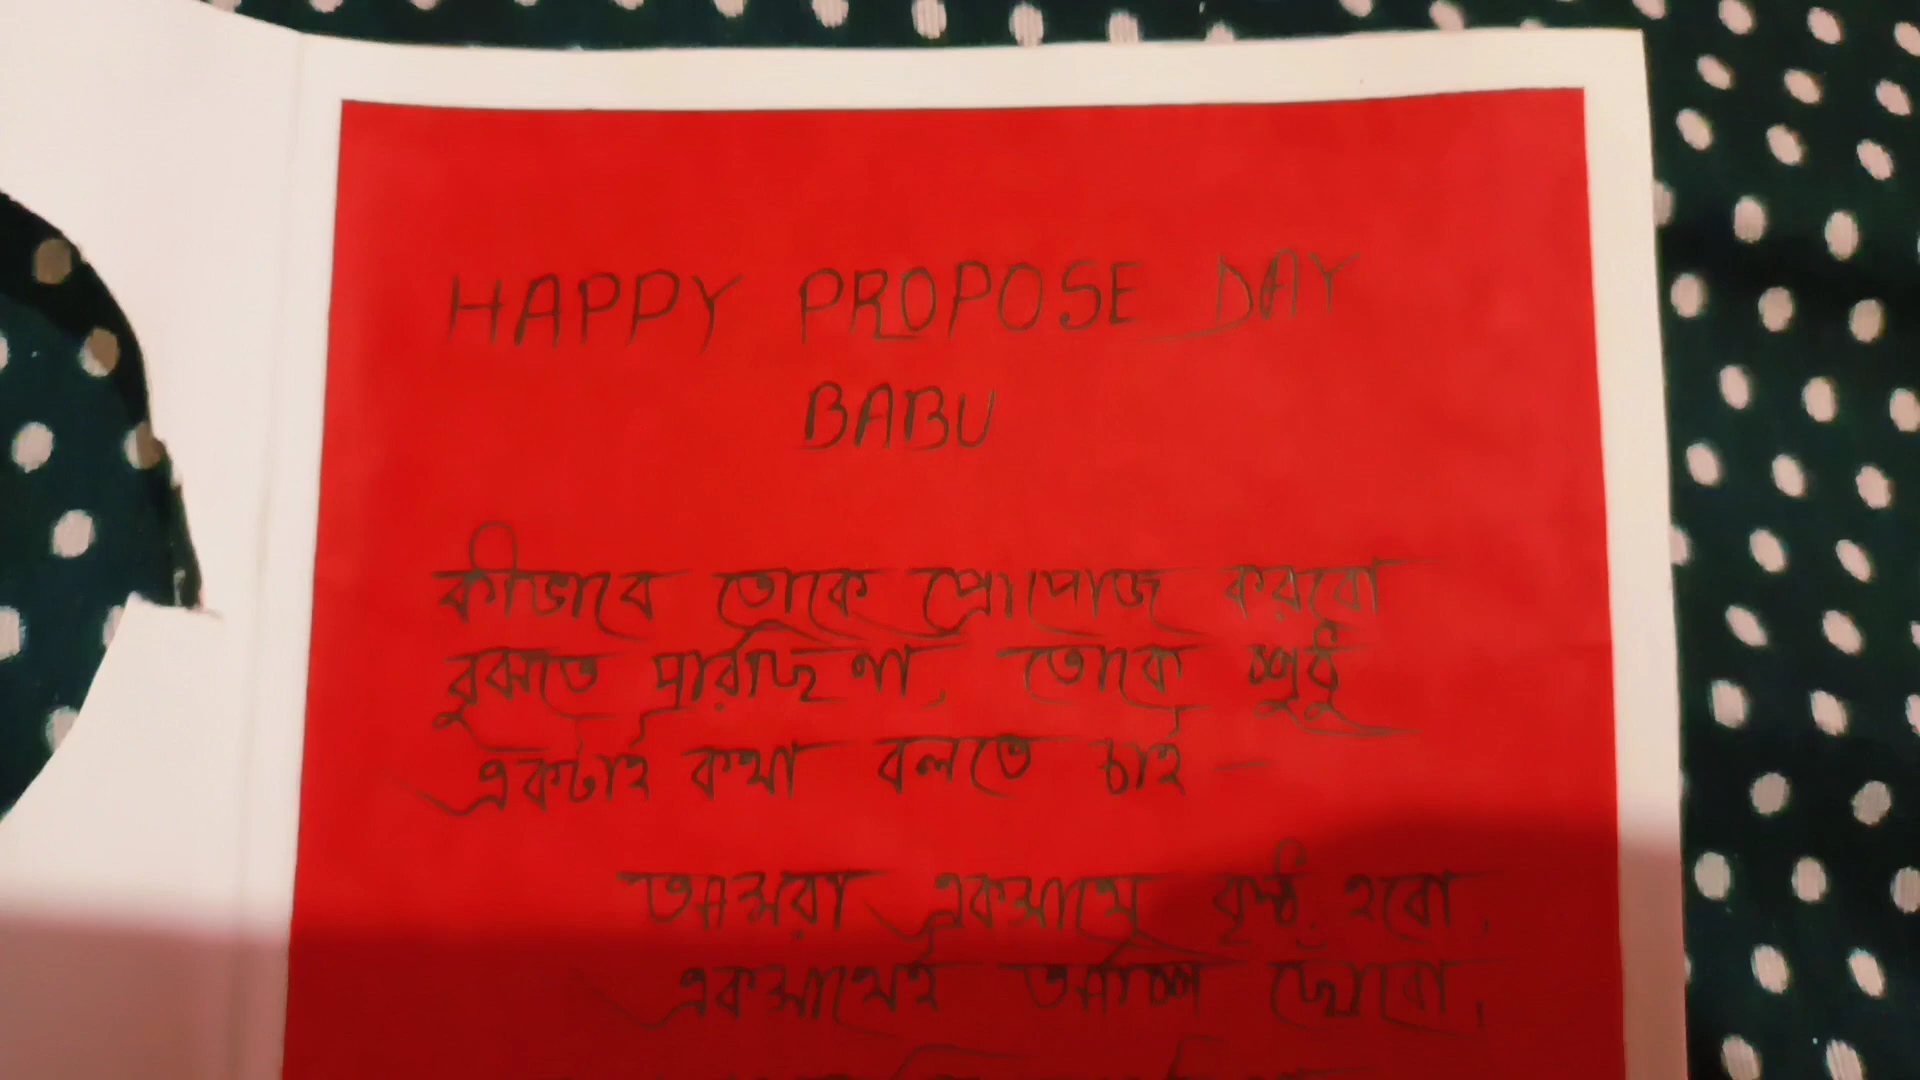 HAPPY PROPOSE DAY
BABU
কীভাবে তোকে প্রোপোজ করবো
বুঝতে পারছি না, তোকে শুধু
একটাই কথা বলতে চাই —
আমরা একসাথে বৃষ্টি হবো,
একসাথেই আকাশ ছোঁবো,